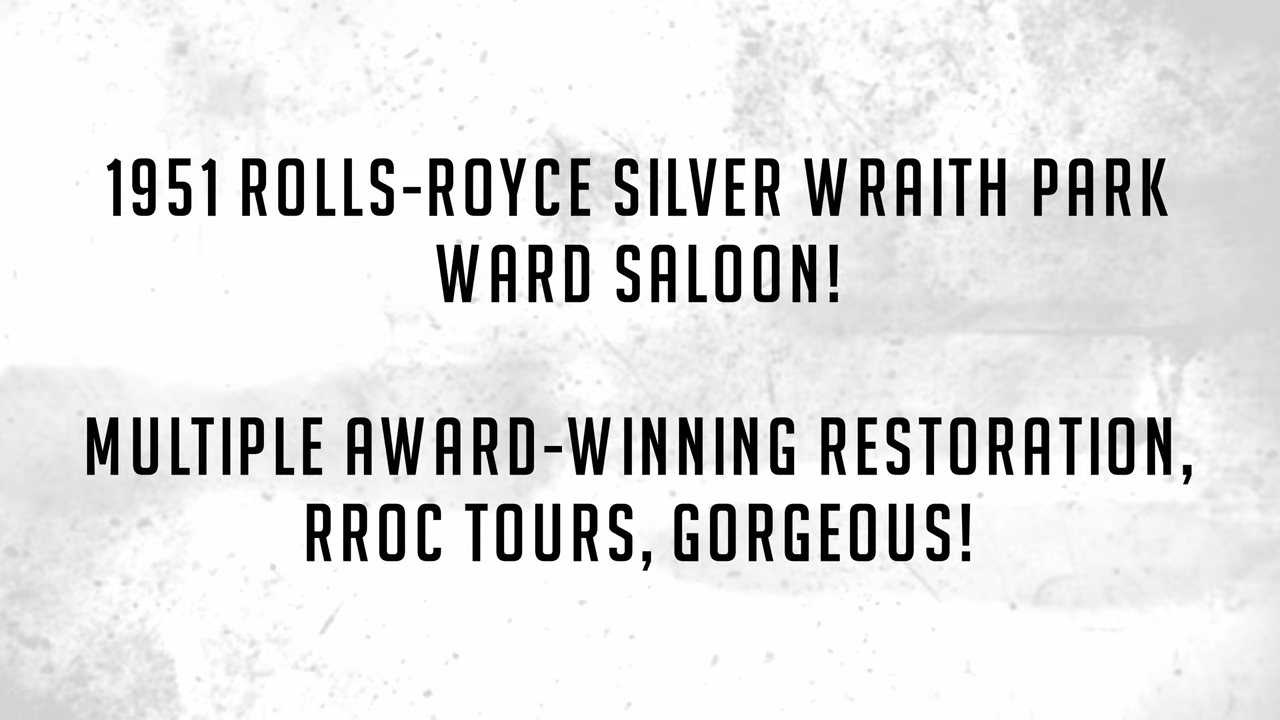 1951 ROLLS-ROYCE SILVER WRAITH PARK
WARD SALOON!
MULTIPLE AWARD-WINNING RESTORATION,
RROC TOURS, GORGEOUS!